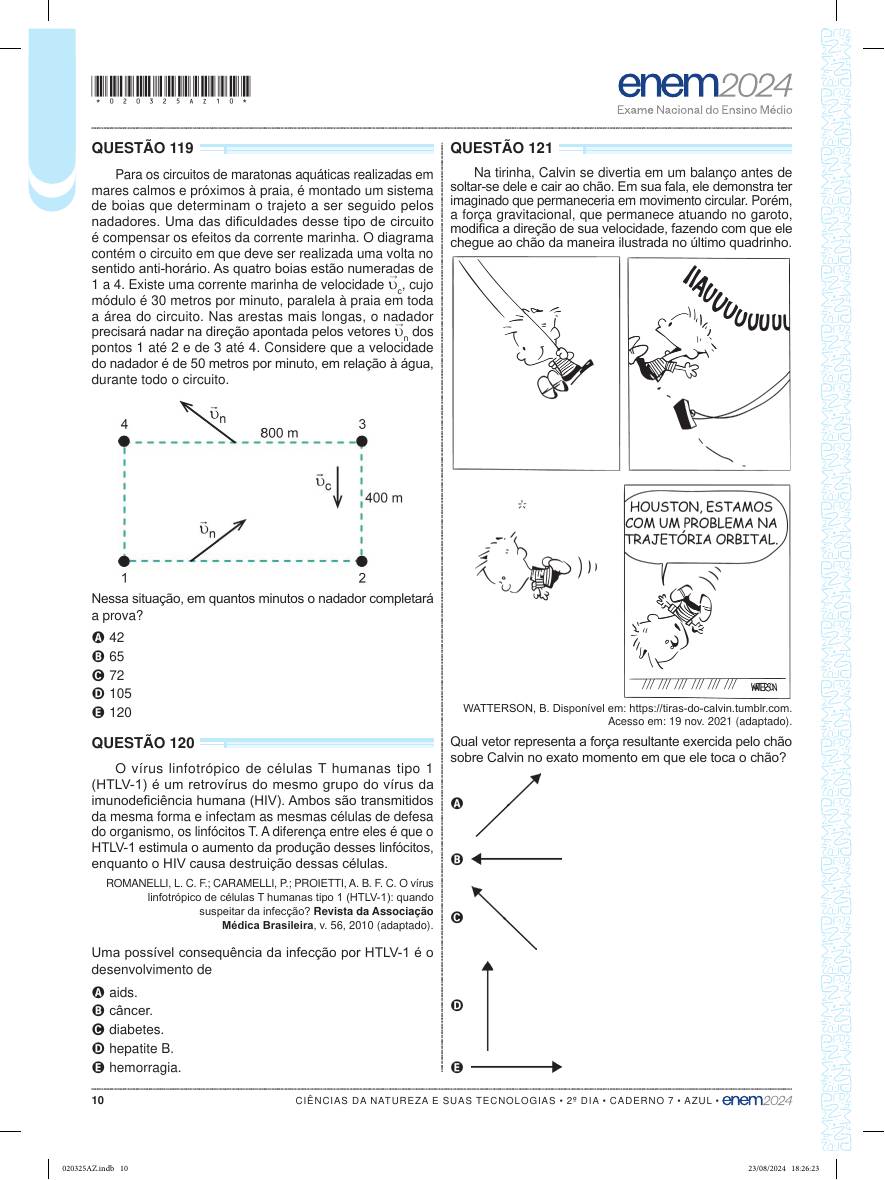 *020325AZ10*
enem2024
Exame Nacional do Ensino Médio
QUESTÃO 119
Para os circuitos de maratonas aquáticas realizadas em
mares calmos e próximos à praia, é montado um sistema
de boias que determinam o trajeto a ser seguido pelos
nadadores. Uma das dificuldades desse tipo de circuito
é compensar os efeitos da corrente marinha. O diagrama
contém o circuito em que deve ser realizada uma volta no
sentido anti-horário. As quatro boias estão numeradas de
1 a 4. Existe uma corrente marinha de velocidade υ⃗c, cujo
módulo é 30 metros por minuto, paralela à praia em toda
a área do circuito. Nas arestas mais longas, o nadador
precisará nadar na direção apontada pelos vetores υ⃗n dos
pontos 1 até 2 e de 3 até 4. Considere que a velocidade
do nadador é de 50 metros por minuto, em relação à água,
durante todo o circuito.
4
υ⃗n
800 m
3
υ⃗c
400 m
υ⃗n
1
2
Nessa situação, em quantos minutos o nadador completará
a prova?
A 42
B 65
C 72
D 105
E 120
QUESTÃO 120
O vírus linfotrópico de células T humanas tipo 1
(HTLV-1) é um retrovírus do mesmo grupo do vírus da
imunodeficiência humana (HIV). Ambos são transmitidos
da mesma forma e infectam as mesmas células de defesa
do organismo, os linfócitos T. A diferença entre eles é que o
HTLV-1 estimula o aumento da produção desses linfócitos,
enquanto o HIV causa destruição dessas células.
ROMANELLI, L. C. F.; CARAMELLI, P.; PROIETTI, A. B. F. C. O vírus
linfotrópico de células T humanas tipo 1 (HTLV-1): quando
suspeitar da infecção? Revista da Associação
Médica Brasileira, v. 56, 2010 (adaptado).
Uma possível consequência da infecção por HTLV-1 é o
desenvolvimento de
A aids.
B câncer.
C diabetes.
D hepatite B.
E hemorragia.
QUESTÃO 121
Na tirinha, Calvin se divertia em um balanço antes de
soltar-se dele e cair ao chão. Em sua fala, ele demonstra ter
imaginado que permaneceria em movimento circular. Porém,
a força gravitacional, que permanece atuando no garoto,
modifica a direção de sua velocidade, fazendo com que ele
chegue ao chão da maneira ilustrada no último quadrinho.
IIAUUUUUUUU
HOUSTON, ESTAMOS
COM UM PROBLEMA NA
TRAJETÓRIA ORBITAL.
WATTERSON
WATTERSON, B. Disponível em: https://tiras-do-calvin.tumblr.com.
Acesso em: 19 nov. 2021 (adaptado).
Qual vetor representa a força resultante exercida pelo chão
sobre Calvin no exato momento em que ele toca o chão?
A
B
C
D
E
10
CIÊNCIAS DA NATUREZA E SUAS TECNOLOGIAS • 2º DIA • CADERNO 7 • AZUL • enem2024
020325AZ.indb 10
23/08/2024 18:26:23